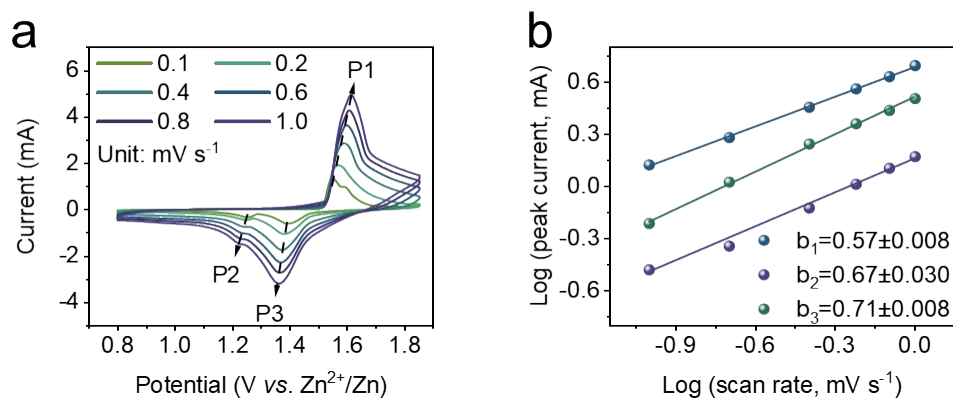 a
6
4
2
0
-2
-4
Current (mA)
0.1
0.2
0.4
0.6
0.8
1.0
Unit: mV s⁻¹
P1
P2
P3
0.8
1.0
1.2
1.4
1.6
1.8
Potential (V vs. Zn²⁺/Zn)
b
0.6
0.3
0.0
-0.3
-0.6
Log (peak current, mA)
b₁=0.57±0.008
b₂=0.67±0.030
b₃=0.71±0.008
-0.9
-0.6
-0.3
0.0
Log (scan rate, mV s⁻¹)